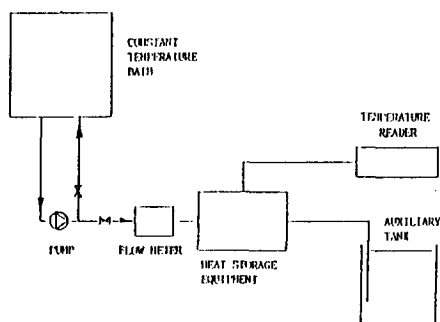 CONSTANT
TEMPERATURE
BATH
TEMPERATURE
READER
AUXILIARY
TANK
PUMP
FLOW METER
HEAT STORAGE
EQUIPMENT